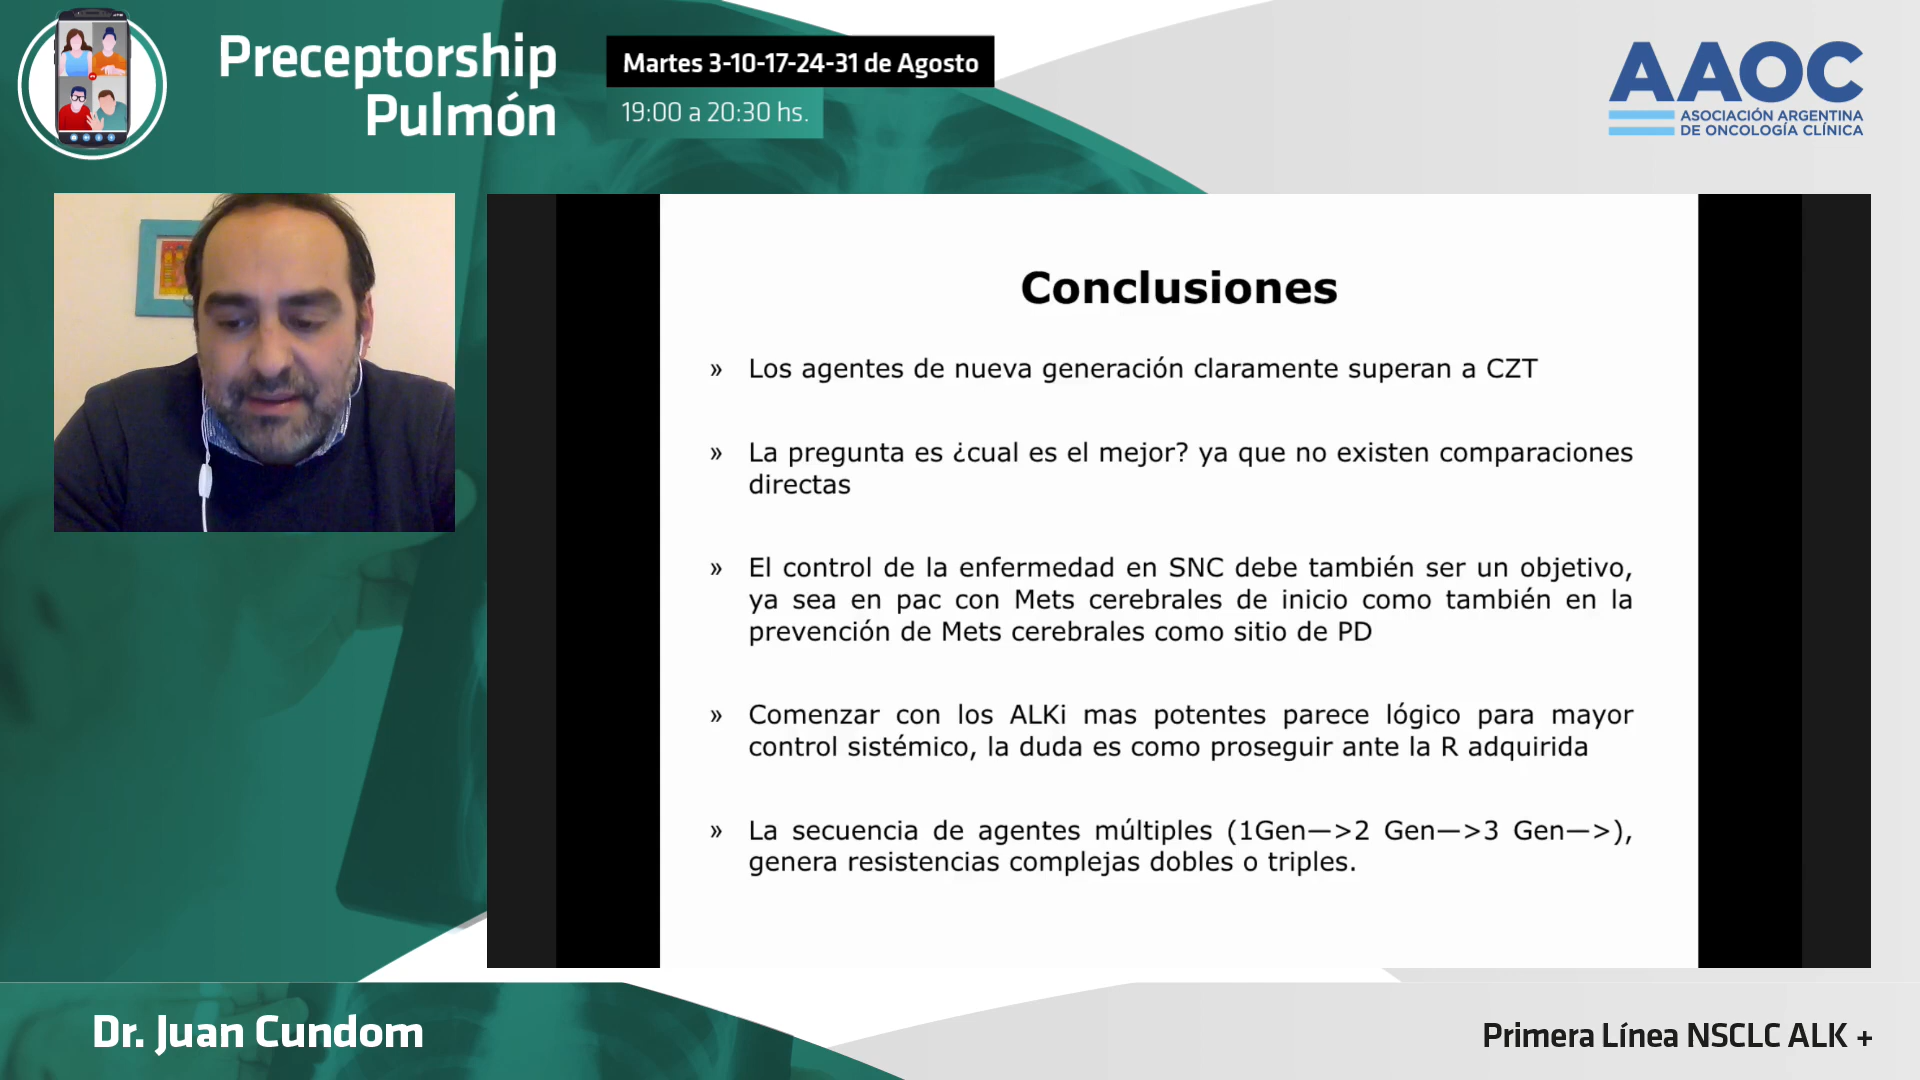 Preceptorship
Pulmón
Martes 3-10-17-24-31 de Agosto
19:00 a 20:30 hs.
AAOC
ASOCIACIÓN ARGENTINA
DE ONCOLOGÍA CLÍNICA
Conclusiones
» Los agentes de nueva generación claramente superan a CZT
» La pregunta es ¿cual es el mejor? ya que no existen comparaciones
directas
» El control de la enfermedad en SNC debe también ser un objetivo,
ya sea en pac con Mets cerebrales de inicio como también en la
prevención de Mets cerebrales como sitio de PD
» Comenzar con los ALKi mas potentes parece lógico para mayor
control sistémico, la duda es como proseguir ante la R adquirida
» La secuencia de agentes múltiples (1Gen—>2 Gen—>3 Gen—>),
genera resistencias complejas dobles o triples.
Dr. Juan Cundom
Primera Línea NSCLC ALK +